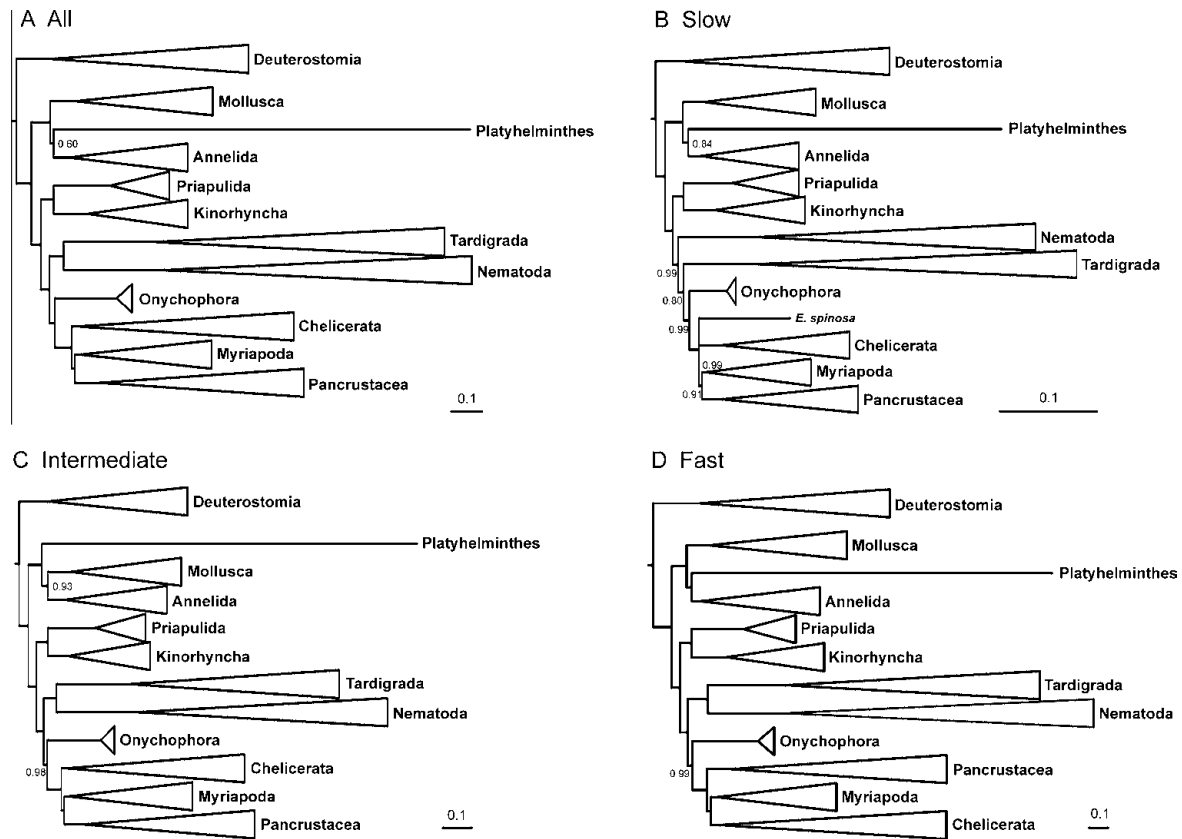 A All
Deuterostomia
Mollusca
Platyhelminthes
0.60
Annelida
Priapulida
Kinorhyncha
Tardigrada
Nematoda
Onychophora
Chelicerata
Myriapoda
Pancrustacea
0.1
B Slow
Deuterostomia
Mollusca
Platyhelminthes
0.84
Annelida
Priapulida
Kinorhyncha
Nematoda
Tardigrada
0.99
0.80
Onychophora
E. spinosa
0.99
Chelicerata
0.99
Myriapoda
0.91
Pancrustacea
0.1
C Intermediate
Deuterostomia
Platyhelminthes
Mollusca
0.93
Annelida
Priapulida
Kinorhyncha
Tardigrada
Nematoda
Onychophora
0.98
Chelicerata
Myriapoda
Pancrustacea
0.1
D Fast
Deuterostomia
Mollusca
Platyhelminthes
Annelida
Priapulida
Kinorhyncha
Tardigrada
Nematoda
Onychophora
0.99
Pancrustacea
Myriapoda
Chelicerata
0.1